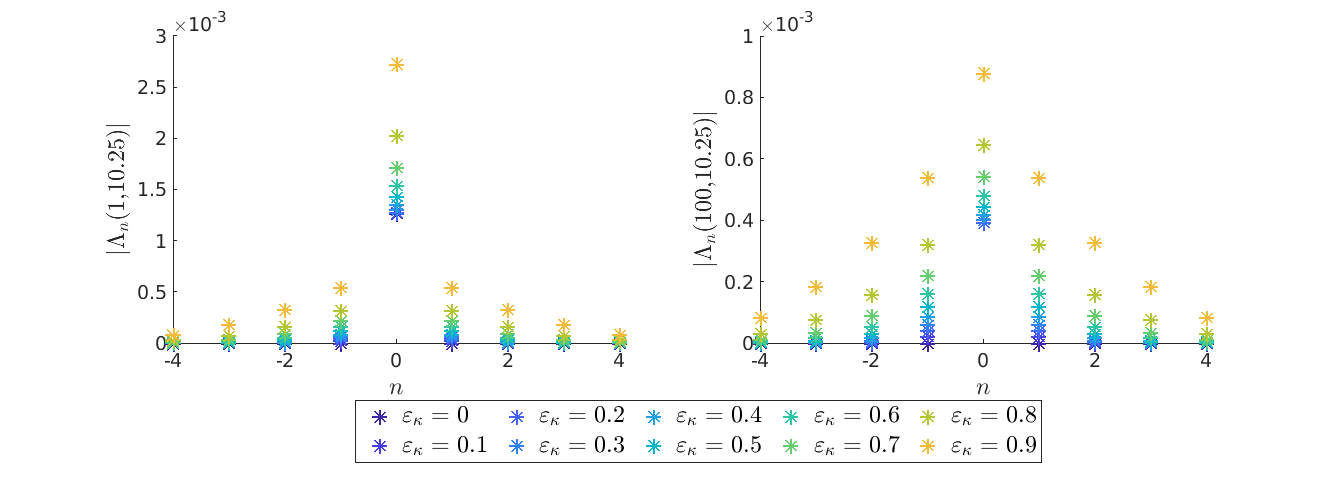 ×10⁻³
3
2.5
2
1.5
1
0.5
0
|Λₙ(1,10.25)|
-4 -2 0 2 4
n
×10⁻³
1
0.8
0.6
0.4
0.2
0
|Λₙ(100,10.25)|
-4 -2 0 2 4
n
ε_κ = 0 ε_κ = 0.2 ε_κ = 0.4 ε_κ = 0.6 ε_κ = 0.8
ε_κ = 0.1 ε_κ = 0.3 ε_κ = 0.5 ε_κ = 0.7 ε_κ = 0.9